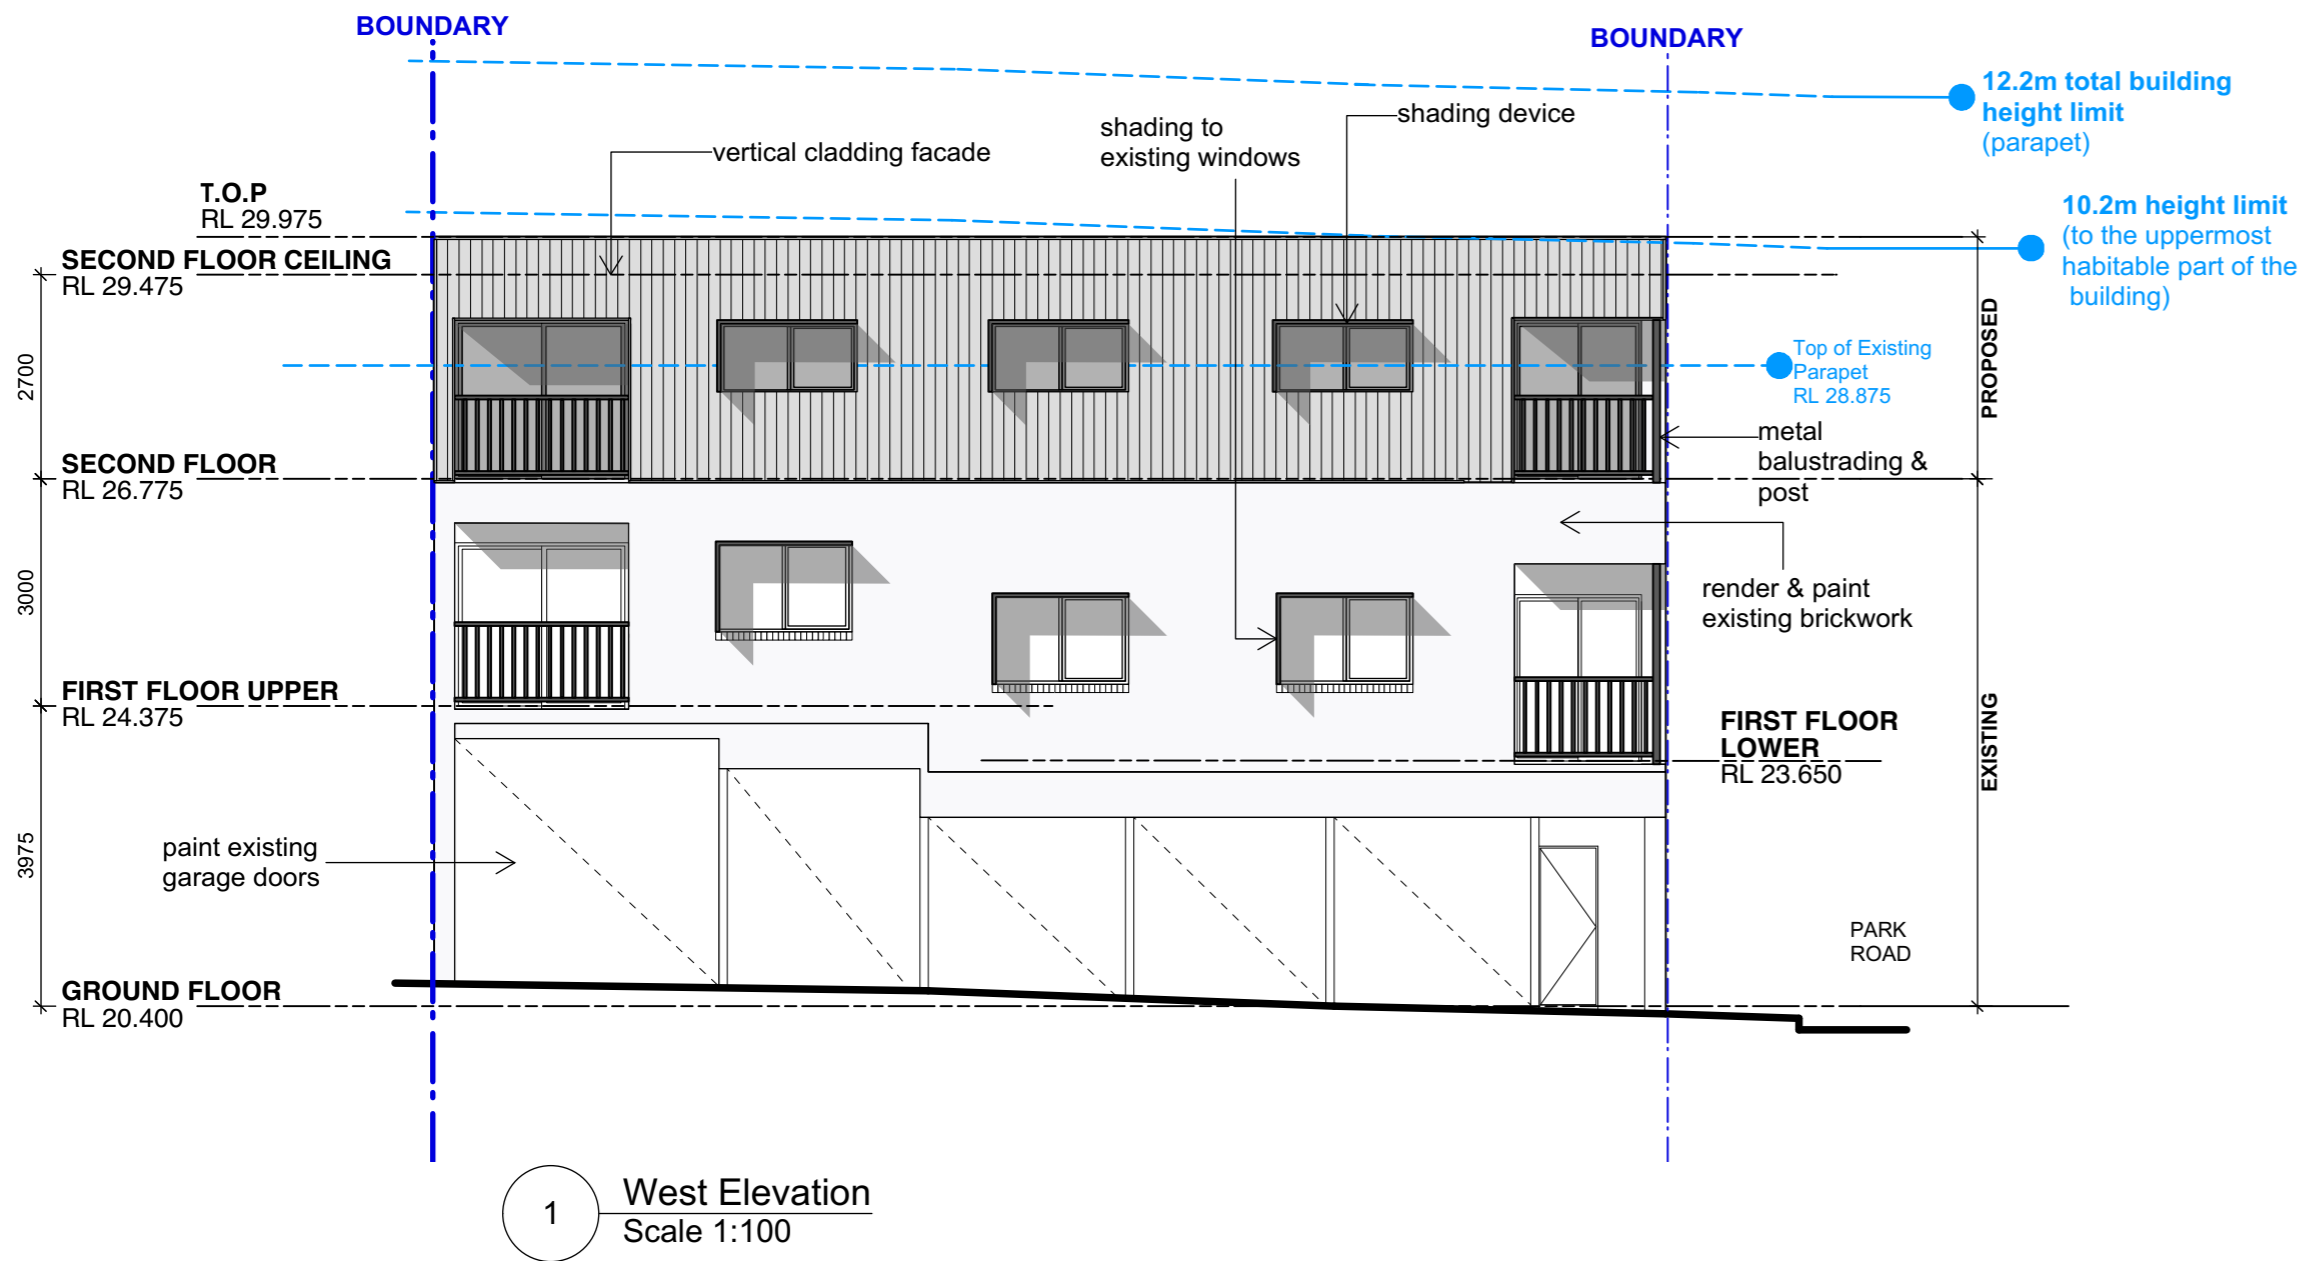 BOUNDARY
BOUNDARY
12.2m total building
height limit
(parapet)
shading device
shading to
existing windows
vertical cladding facade
T.O.P
RL 29.975
10.2m height limit
(to the uppermost
habitable part of the
building)
SECOND FLOOR CEILING
RL 29.475
PROPOSED
Top of Existing
Parapet
RL 28.875
2700
metal
balustrading &
post
SECOND FLOOR
RL 26.775
3000
render & paint
existing brickwork
FIRST FLOOR UPPER
RL 24.375
EXISTING
FIRST FLOOR
LOWER
RL 23.650
3975
paint existing
garage doors
PARK
ROAD
GROUND FLOOR
RL 20.400
1
West Elevation
Scale 1:100